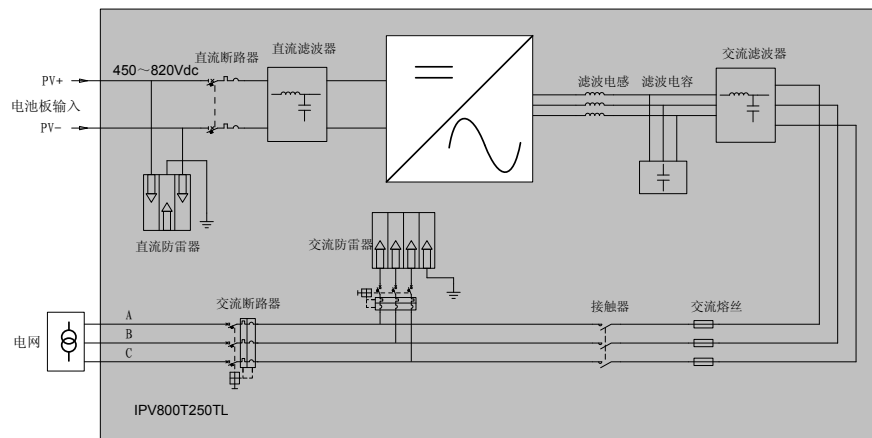 直流断路器
直流滤波器
交流滤波器
450～820Vdc
PV+
滤波电感
滤波电容
电池板输入
PV-
直流防雷器
交流防雷器
交流断路器
接触器
交流熔丝
A
B
电网
C
IPV800T250TL